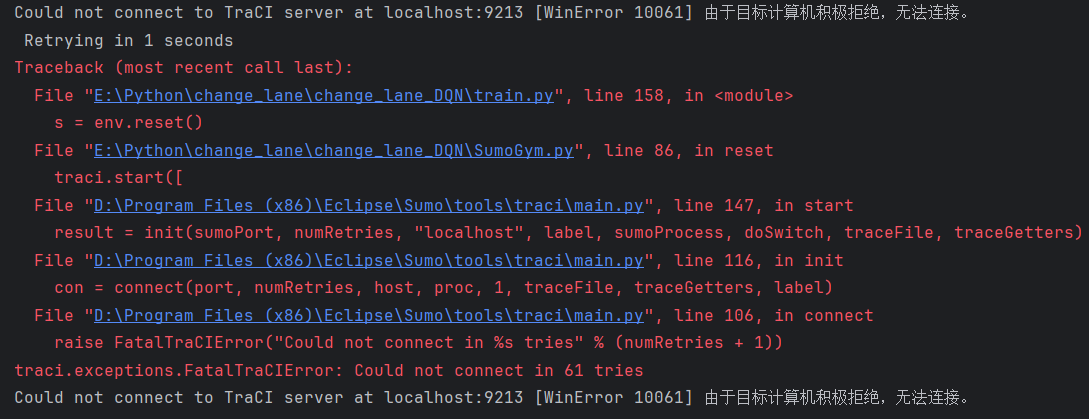 Could not connect to TraCI server at localhost:9213 [WinError 10061] 由于目标计算机积极拒绝，无法连接。
Retrying in 1 seconds
Traceback (most recent call last):
File "E:\Python\change_lane\change_lane_DQN\train.py", line 158, in <module>
s = env.reset()
File "E:\Python\change_lane\change_lane_DQN\SumoGym.py", line 86, in reset
traci.start([
File "D:\Program Files (x86)\Eclipse\Sumo\tools\traci\main.py", line 147, in start
result = init(sumoPort, numRetries, "localhost", label, sumoProcess, doSwitch, traceFile, traceGetters)
File "D:\Program Files (x86)\Eclipse\Sumo\tools\traci\main.py", line 116, in init
con = connect(port, numRetries, host, proc, 1, traceFile, traceGetters, label)
File "D:\Program Files (x86)\Eclipse\Sumo\tools\traci\main.py", line 106, in connect
raise FatalTraCIError("Could not connect in %s tries" % (numRetries + 1))
traci.exceptions.FatalTraCIError: Could not connect in 61 tries
Could not connect to TraCI server at localhost:9213 [WinError 10061] 由于目标计算机积极拒绝，无法连接。